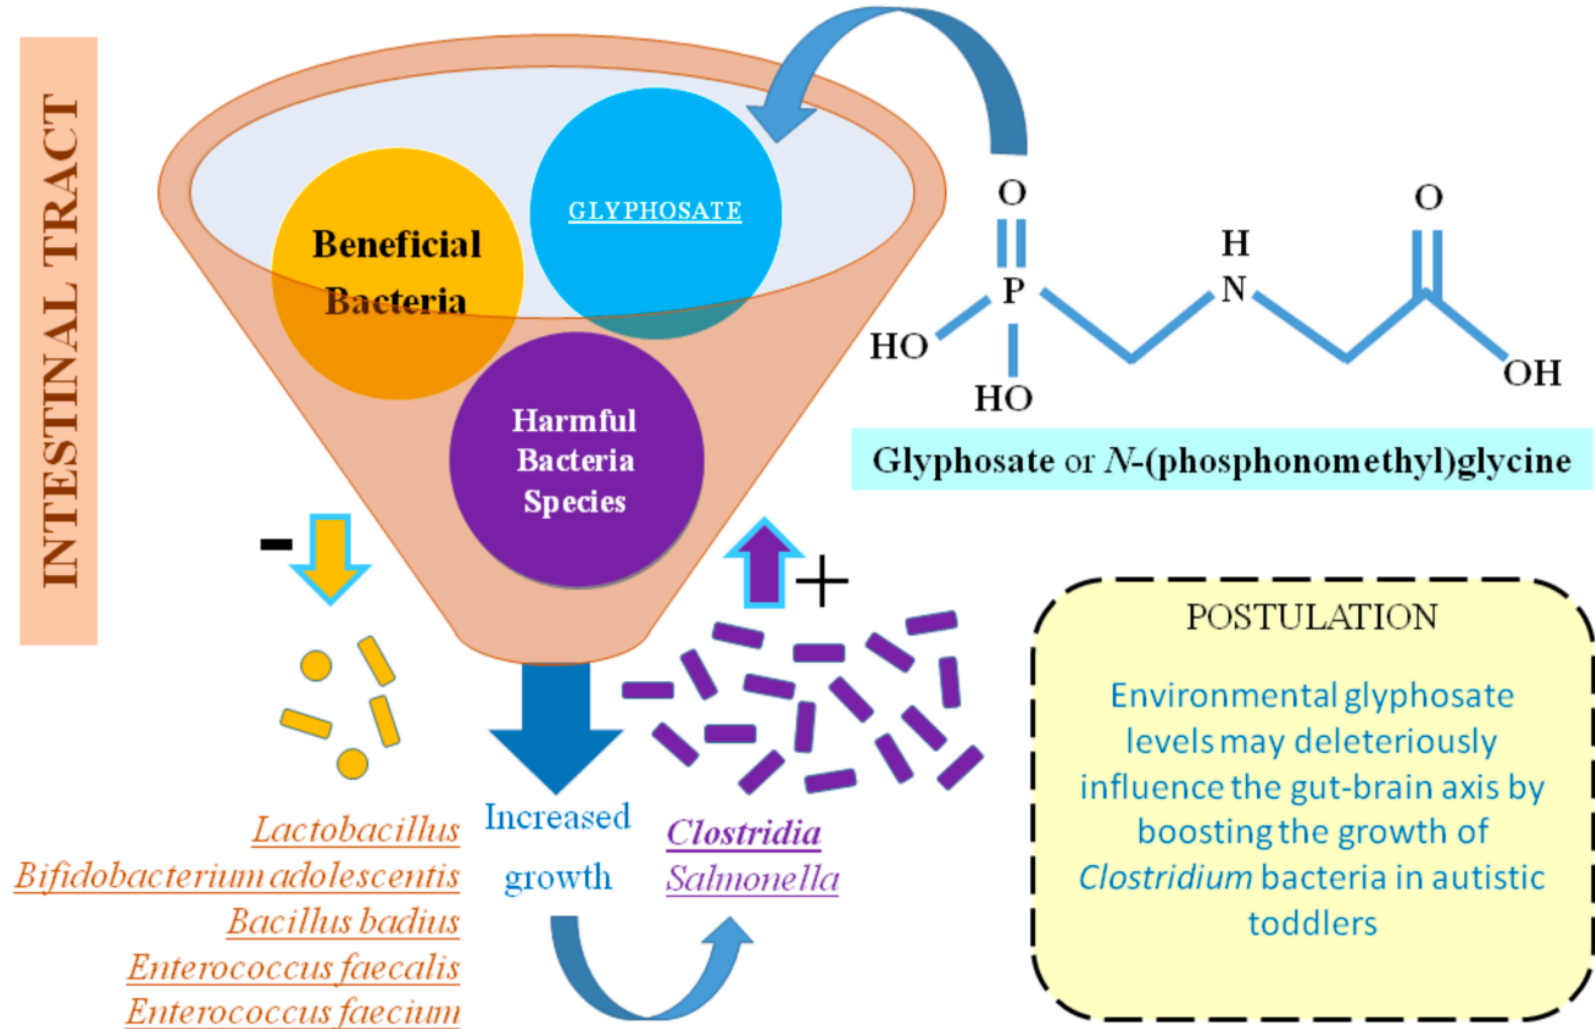 INTESTINAL TRACT
GLYPHOSATE
Beneficial
Bacteria
Harmful
Bacteria
Species
O
P
HO
HO
H
N
O
OH
Glyphosate or N-(phosphonomethyl)glycine
-
+
Lactobacillus
Bifidobacterium adolescentis
Bacillus badius
Enterococcus faecalis
Enterococcus faecium
Increased
growth
Clostridia
Salmonella
POSTULATION
Environmental glyphosate
levels may deleteriously
influence the gut-brain axis by
boosting the growth of
Clostridium bacteria in autistic
toddlers